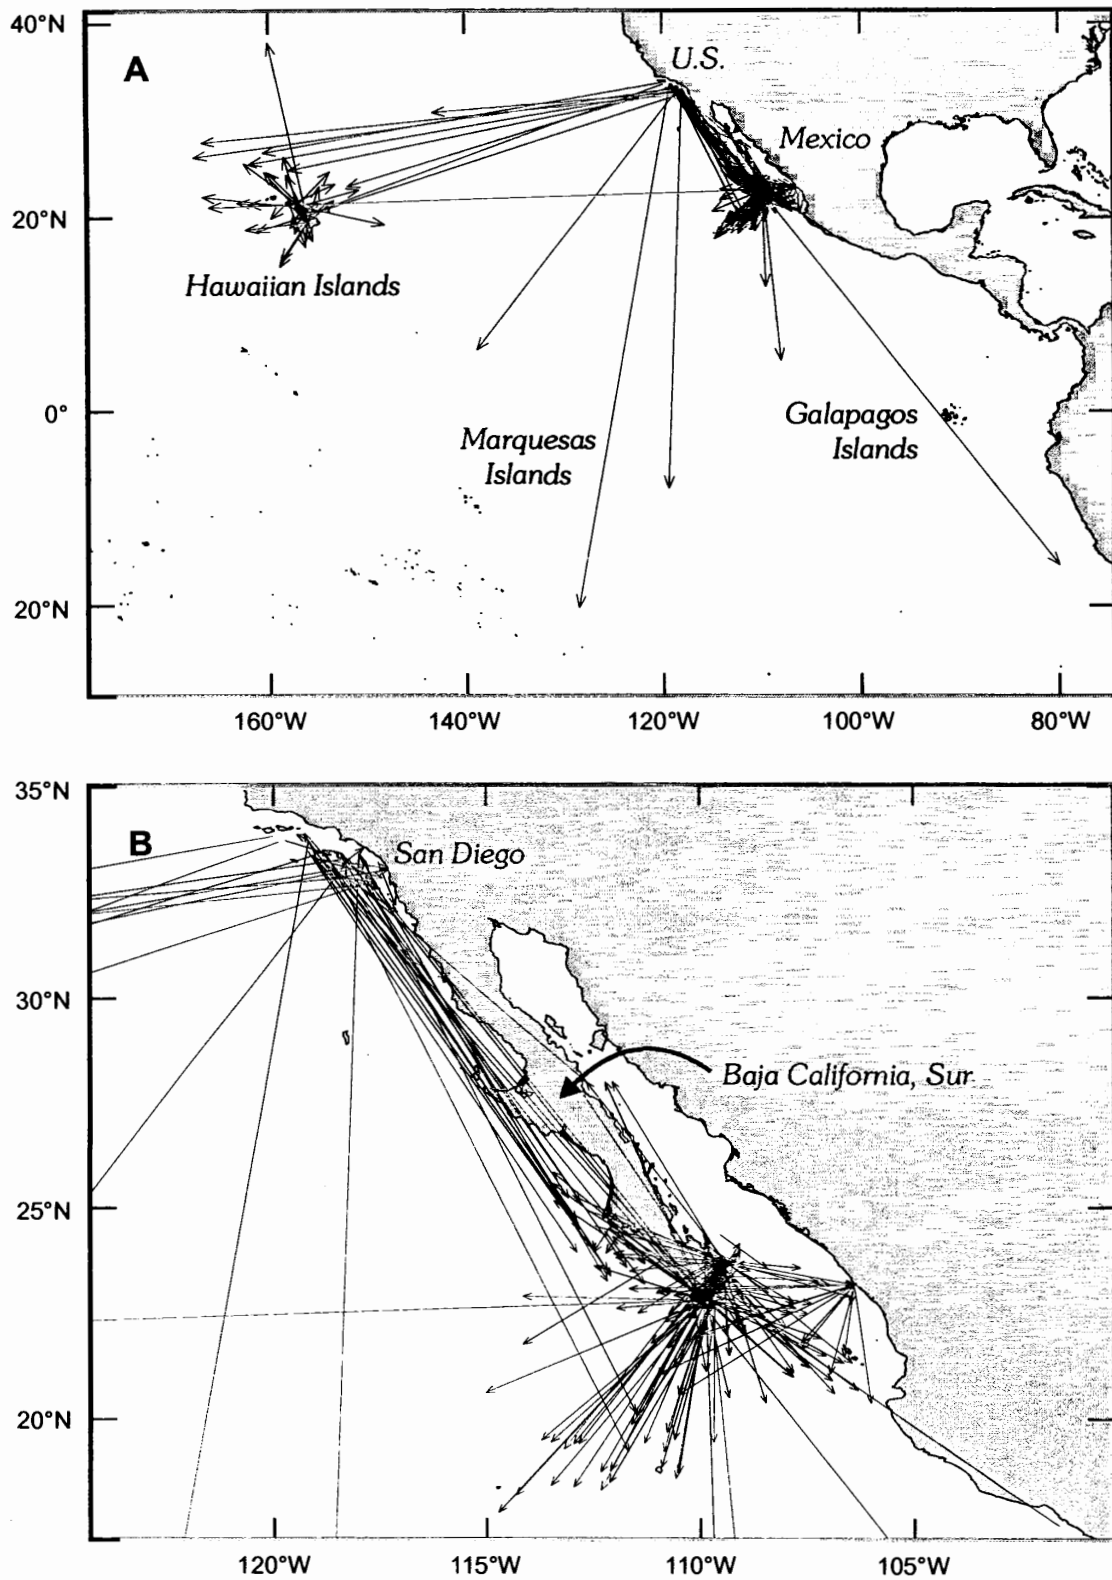 40°N
A
U.S.
Mexico
20°N
Hawaiian Islands
0°
Marquesas
Islands
Galapagos
Islands
20°N
160°W
140°W
120°W
100°W
80°W
35°N
B
San Diego
30°N
Baja California, Sur
25°N
20°N
120°W
115°W
110°W
105°W